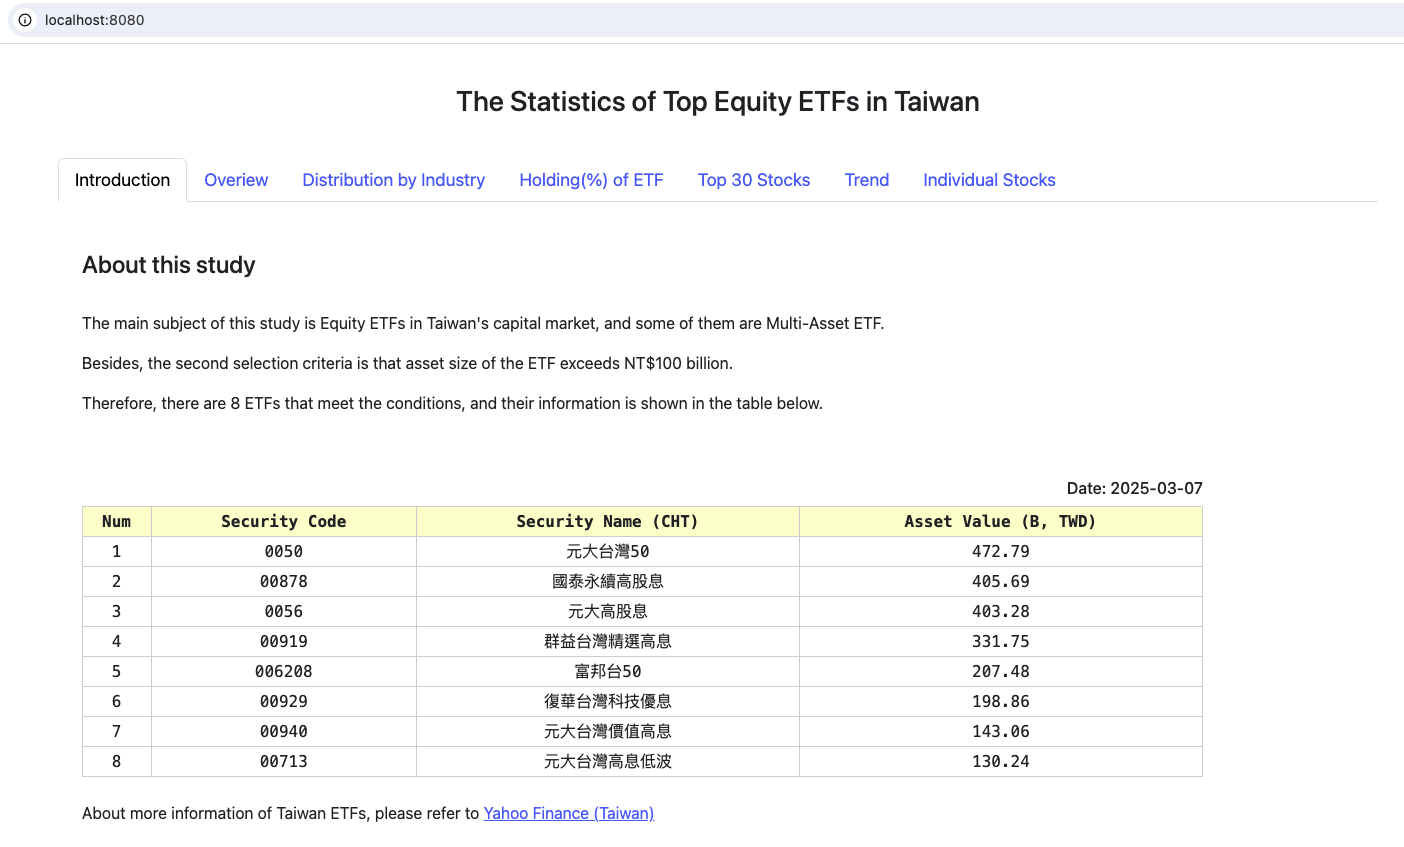 localhost:8080
The Statistics of Top Equity ETFs in Taiwan
Introduction Overview Distribution by Industry Holding(%) of ETF Top 30 Stocks Trend Individual Stocks
About this study
The main subject of this study is Equity ETFs in Taiwan's capital market, and some of them are Multi-Asset ETF.
Besides, the second selection criteria is that asset size of the ETF exceeds NT$100 billion.
Therefore, there are 8 ETFs that meet the conditions, and their information is shown in the table below.
Date: 2025-03-07
Num Security Code Security Name (CHT) Asset Value (B, TWD)
1 0050 元大台灣50 472.79
2 00878 國泰永續高股息 405.69
3 0056 元大高股息 403.28
4 00919 群益台灣精選高息 331.75
5 006208 富邦台50 207.48
6 00929 復華台灣科技優息 198.86
7 00940 元大台灣價值高息 143.06
8 00713 元大台灣高息低波 130.24
About more information of Taiwan ETFs, please refer to Yahoo Finance (Taiwan)